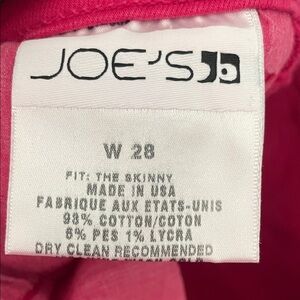 JOE'S
W 28
FIT: THE SKINNY
MADE IN USA
FABRIQUE AUX ETATS-UNIS
93% COTTON/COTON
6% PES 1% LYCRA
DRY CLEAN RECOMMENDED